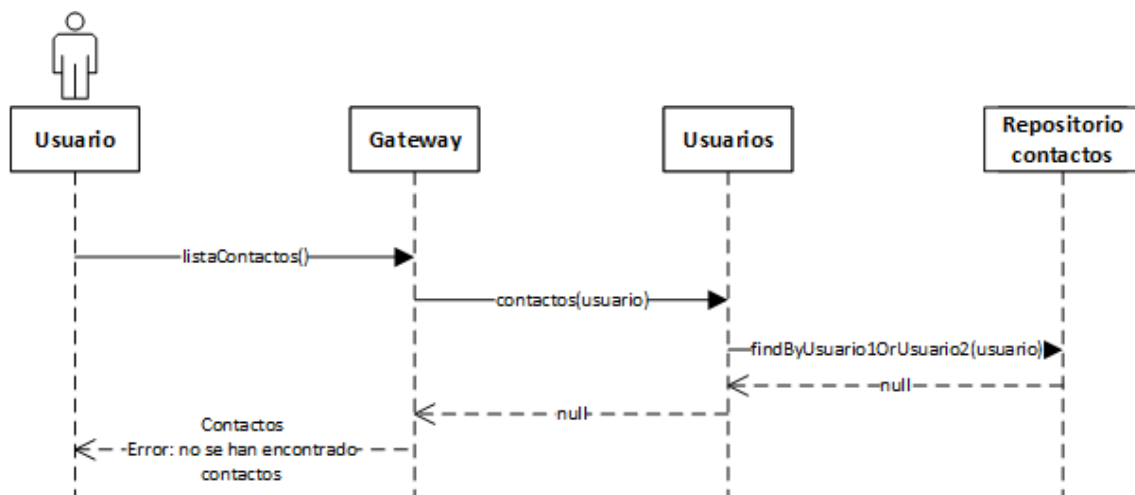 Usuario
Gateway
Usuarios
Repositorio
contactos
listaContactos()
contactos(usuario)
findByUsuario1OrUsuario2(usuario)
null
null
Contactos
Error: no se han encontrado
contactos